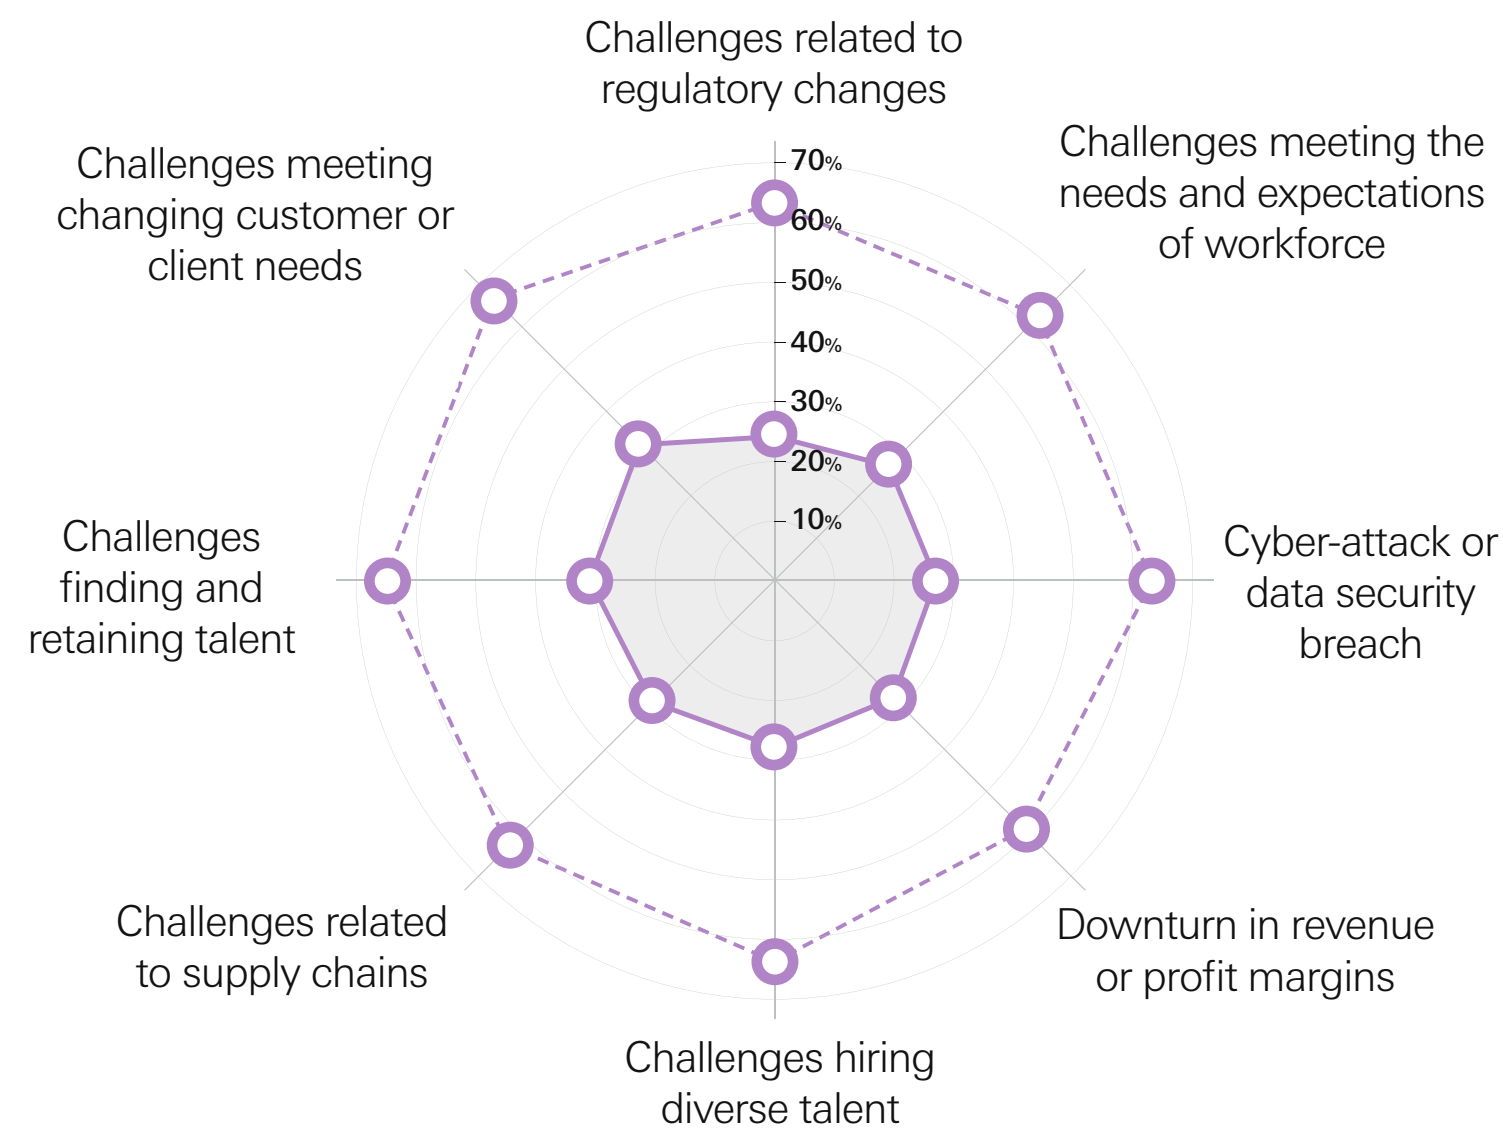 Challenges related to
regulatory changes
Challenges meeting the
needs and expectations
of workforce
Challenges meeting
changing customer or
client needs
70%
60%
50%
40%
30%
20%
10%
Challenges
finding and
retaining talent
Cyber-attack or
data security
breach
Challenges related
to supply chains
Downturn in revenue
or profit margins
Challenges hiring
diverse talent